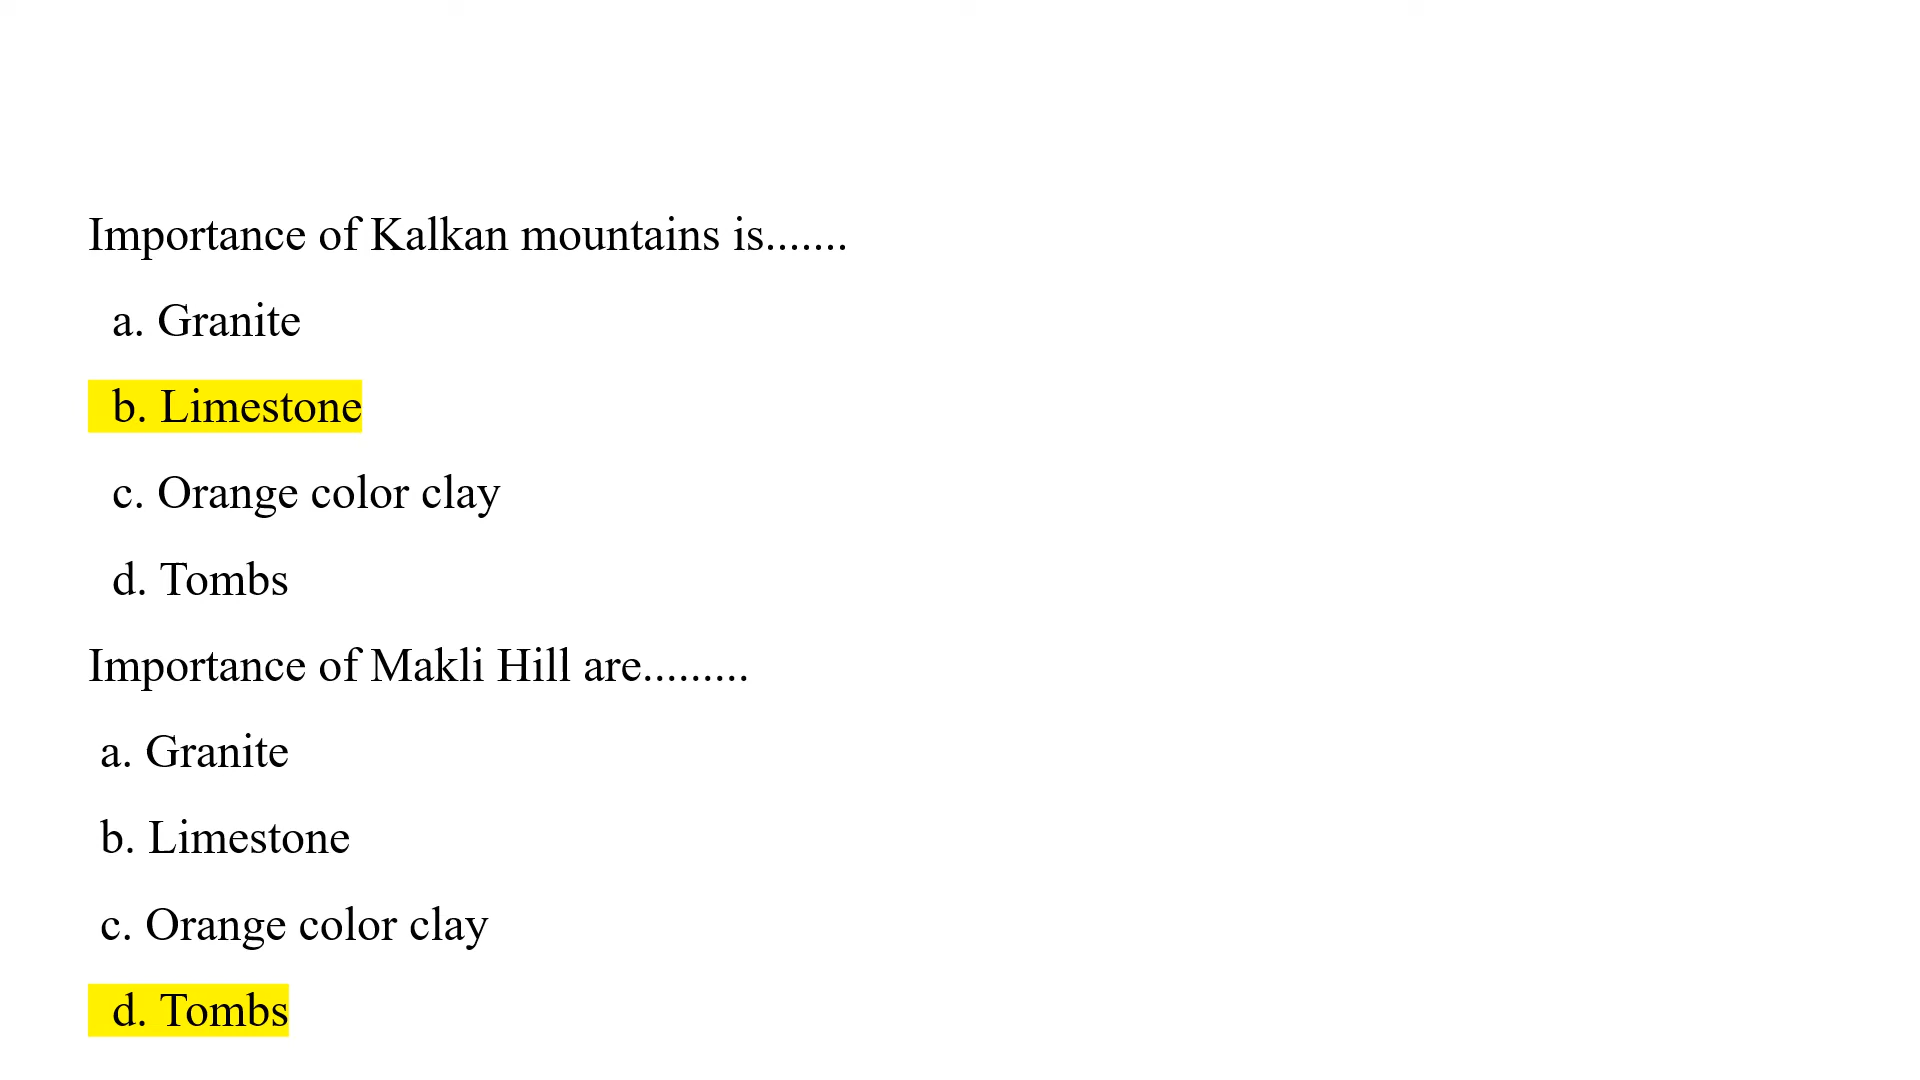 Importance of Kalkan mountains is.......
a. Granite
b. Limestone
c. Orange color clay
d. Tombs
Importance of Makli Hill are.........
a. Granite
b. Limestone
c. Orange color clay
d. Tombs